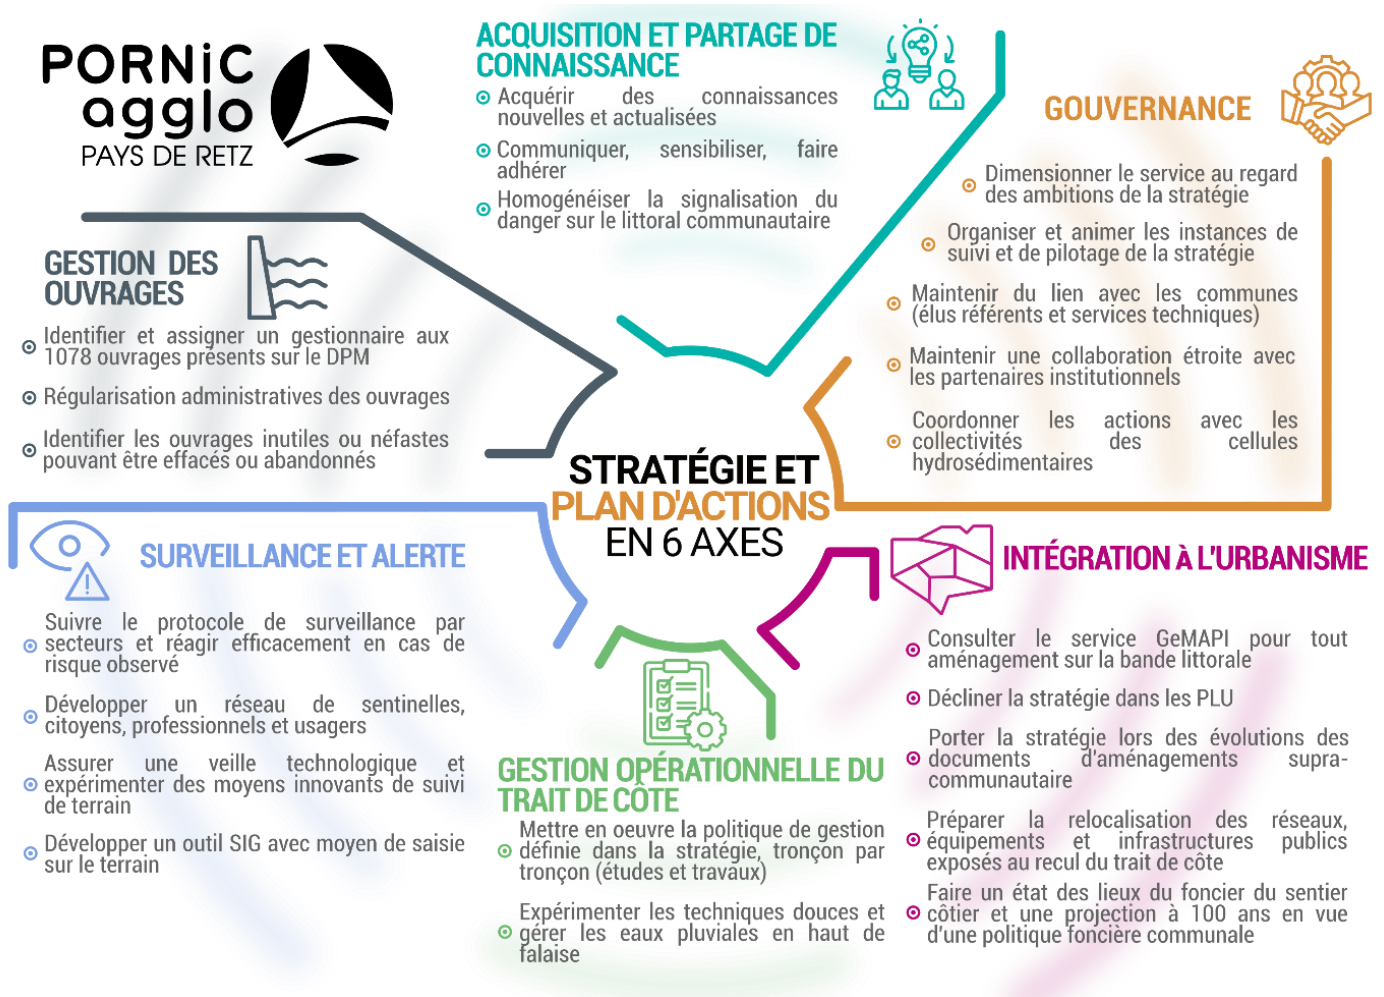 PORNiC
agglo
PAYS DE RETZ
ACQUISITION ET PARTAGE DE
CONNAISSANCE
Acquérir des connaissances
nouvelles et actualisées
Communiquer, sensibiliser, faire
adhérer
Homogénéiser la signalisation du
danger sur le littoral communautaire
GOUVERNANCE
Dimensionner le service au regard
des ambitions de la stratégie
Organiser et animer les instances de
suivi et de pilotage de la stratégie
Maintenir du lien avec les communes
(élus référents et services techniques)
Maintenir une collaboration étroite avec
les partenaires institutionnels
Coordonner les actions avec les
collectivités des cellules
hydrosédimentaires
GESTION DES
OUVRAGES
Identifier et assigner un gestionnaire aux
1078 ouvrages présents sur le DPM
Régularisation administratives des ouvrages
Identifier les ouvrages inutiles ou néfastes
pouvant être effacés ou abandonnés
STRATÉGIE ET
PLAN D'ACTIONS
EN 6 AXES
SURVEILLANCE ET ALERTE
Suivre le protocole de surveillance par
secteurs et réagir efficacement en cas de
risque observé
Développer un réseau de sentinelles,
citoyens, professionnels et usagers
Assurer une veille technologique et
expérimenter des moyens innovants de suivi
de terrain
Développer un outil SIG avec moyen de saisie
sur le terrain
GESTION OPÉRATIONNELLE DU
TRAIT DE CÔTE
Mettre en oeuvre la politique de gestion
définie dans la stratégie, tronçon par
tronçon (études et travaux)
Expérimenter les techniques douces et
gérer les eaux pluviales en haut de
falaise
INTÉGRATION À L'URBANISME
Consulter le service GeMAPI pour tout
aménagement sur la bande littorale
Décliner la stratégie dans les PLU
Porter la stratégie lors des évolutions des
documents d'aménagements supra-
communautaire
Préparer la relocalisation des réseaux,
équipements et infrastructures publics
exposés au recul du trait de côte
Faire un état des lieux du foncier du sentier
côtier et une projection à 100 ans en vue
d'une politique foncière communale